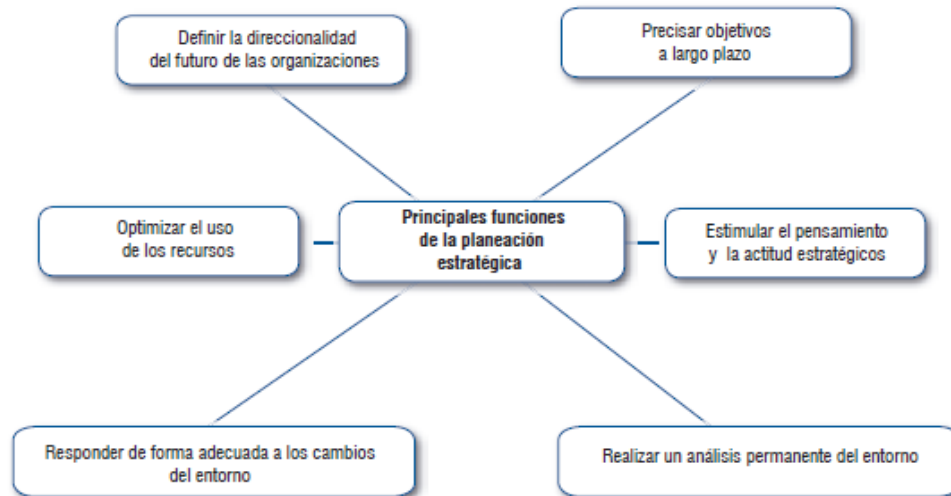 Definir la direccionalidad
del futuro de las organizaciones
Precisar objetivos
a largo plazo
Optimizar el uso
de los recursos
Principales funciones
de la planeación
estratégica
Estimular el pensamiento
y la actitud estratégicos
Responder de forma adecuada a los cambios
del entorno
Realizar un análisis permanente del entorno